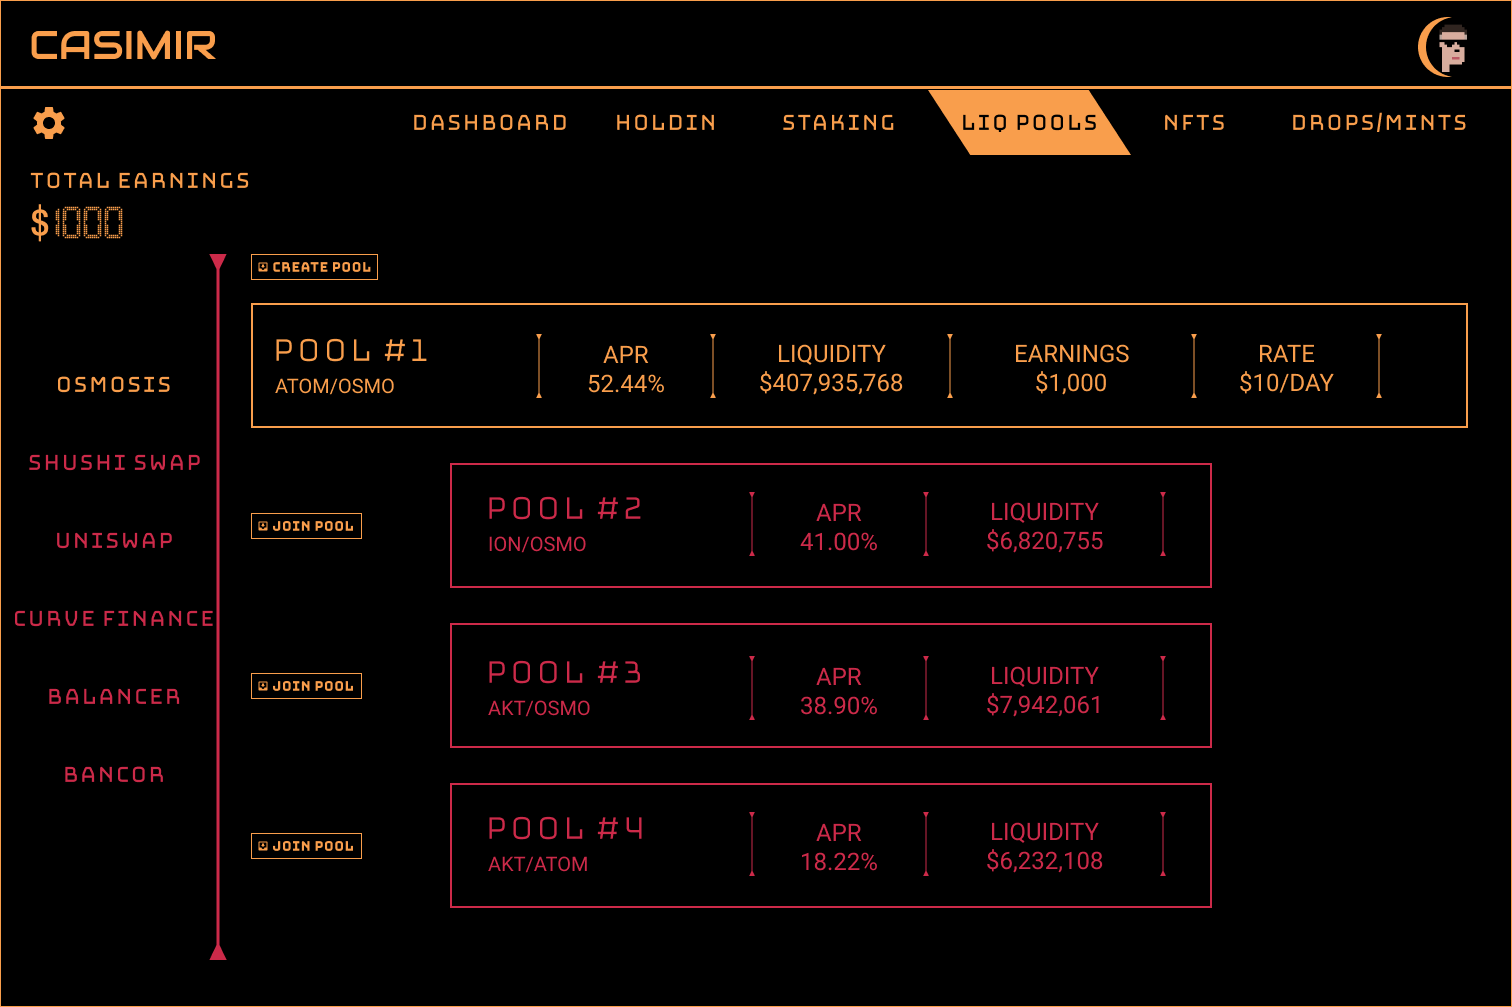 CASIMIR
DASHBOARD HOLDIN STAKING LIQ POOLS NFTS DROPS/MINTS
TOTAL EARNINGS
$1000
CREATE POOL
POOL #1
ATOM/OSMO
APR
52.44%
LIQUIDITY
$407,935,768
EARNINGS
$1,000
RATE
$10/DAY
OSMOSIS
SHUSHI SWAP
UNISWAP
CURVE FINANCE
BALANCER
BANCOR
JOIN POOL
POOL #2
ION/OSMO
APR
41.00%
LIQUIDITY
$6,820,755
JOIN POOL
POOL #3
AKT/OSMO
APR
38.90%
LIQUIDITY
$7,942,061
JOIN POOL
POOL #4
AKT/ATOM
APR
18.22%
LIQUIDITY
$6,232,108